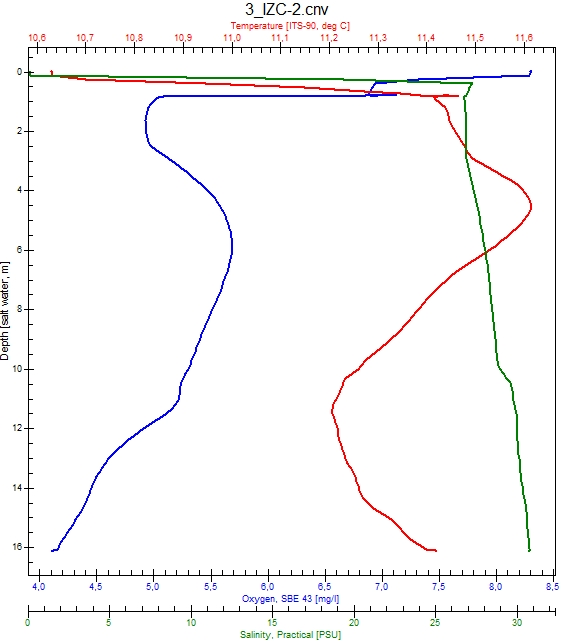 3_IZC-2.cnv
Temperature [ITS-90, deg C]
10,6 10,7 10,8 10,9 11,0 11,1 11,2 11,3 11,4 11,5 11,6
0
2
4
6
Depth [salt water, m]
8
10
12
14
16
4,0 4,5 5,0 5,5 6,0 6,5 7,0 7,5 8,0 8,5
Oxygen, SBE 43 [mg/l]
0 5 10 15 20 25 30
Salinity, Practical [PSU]